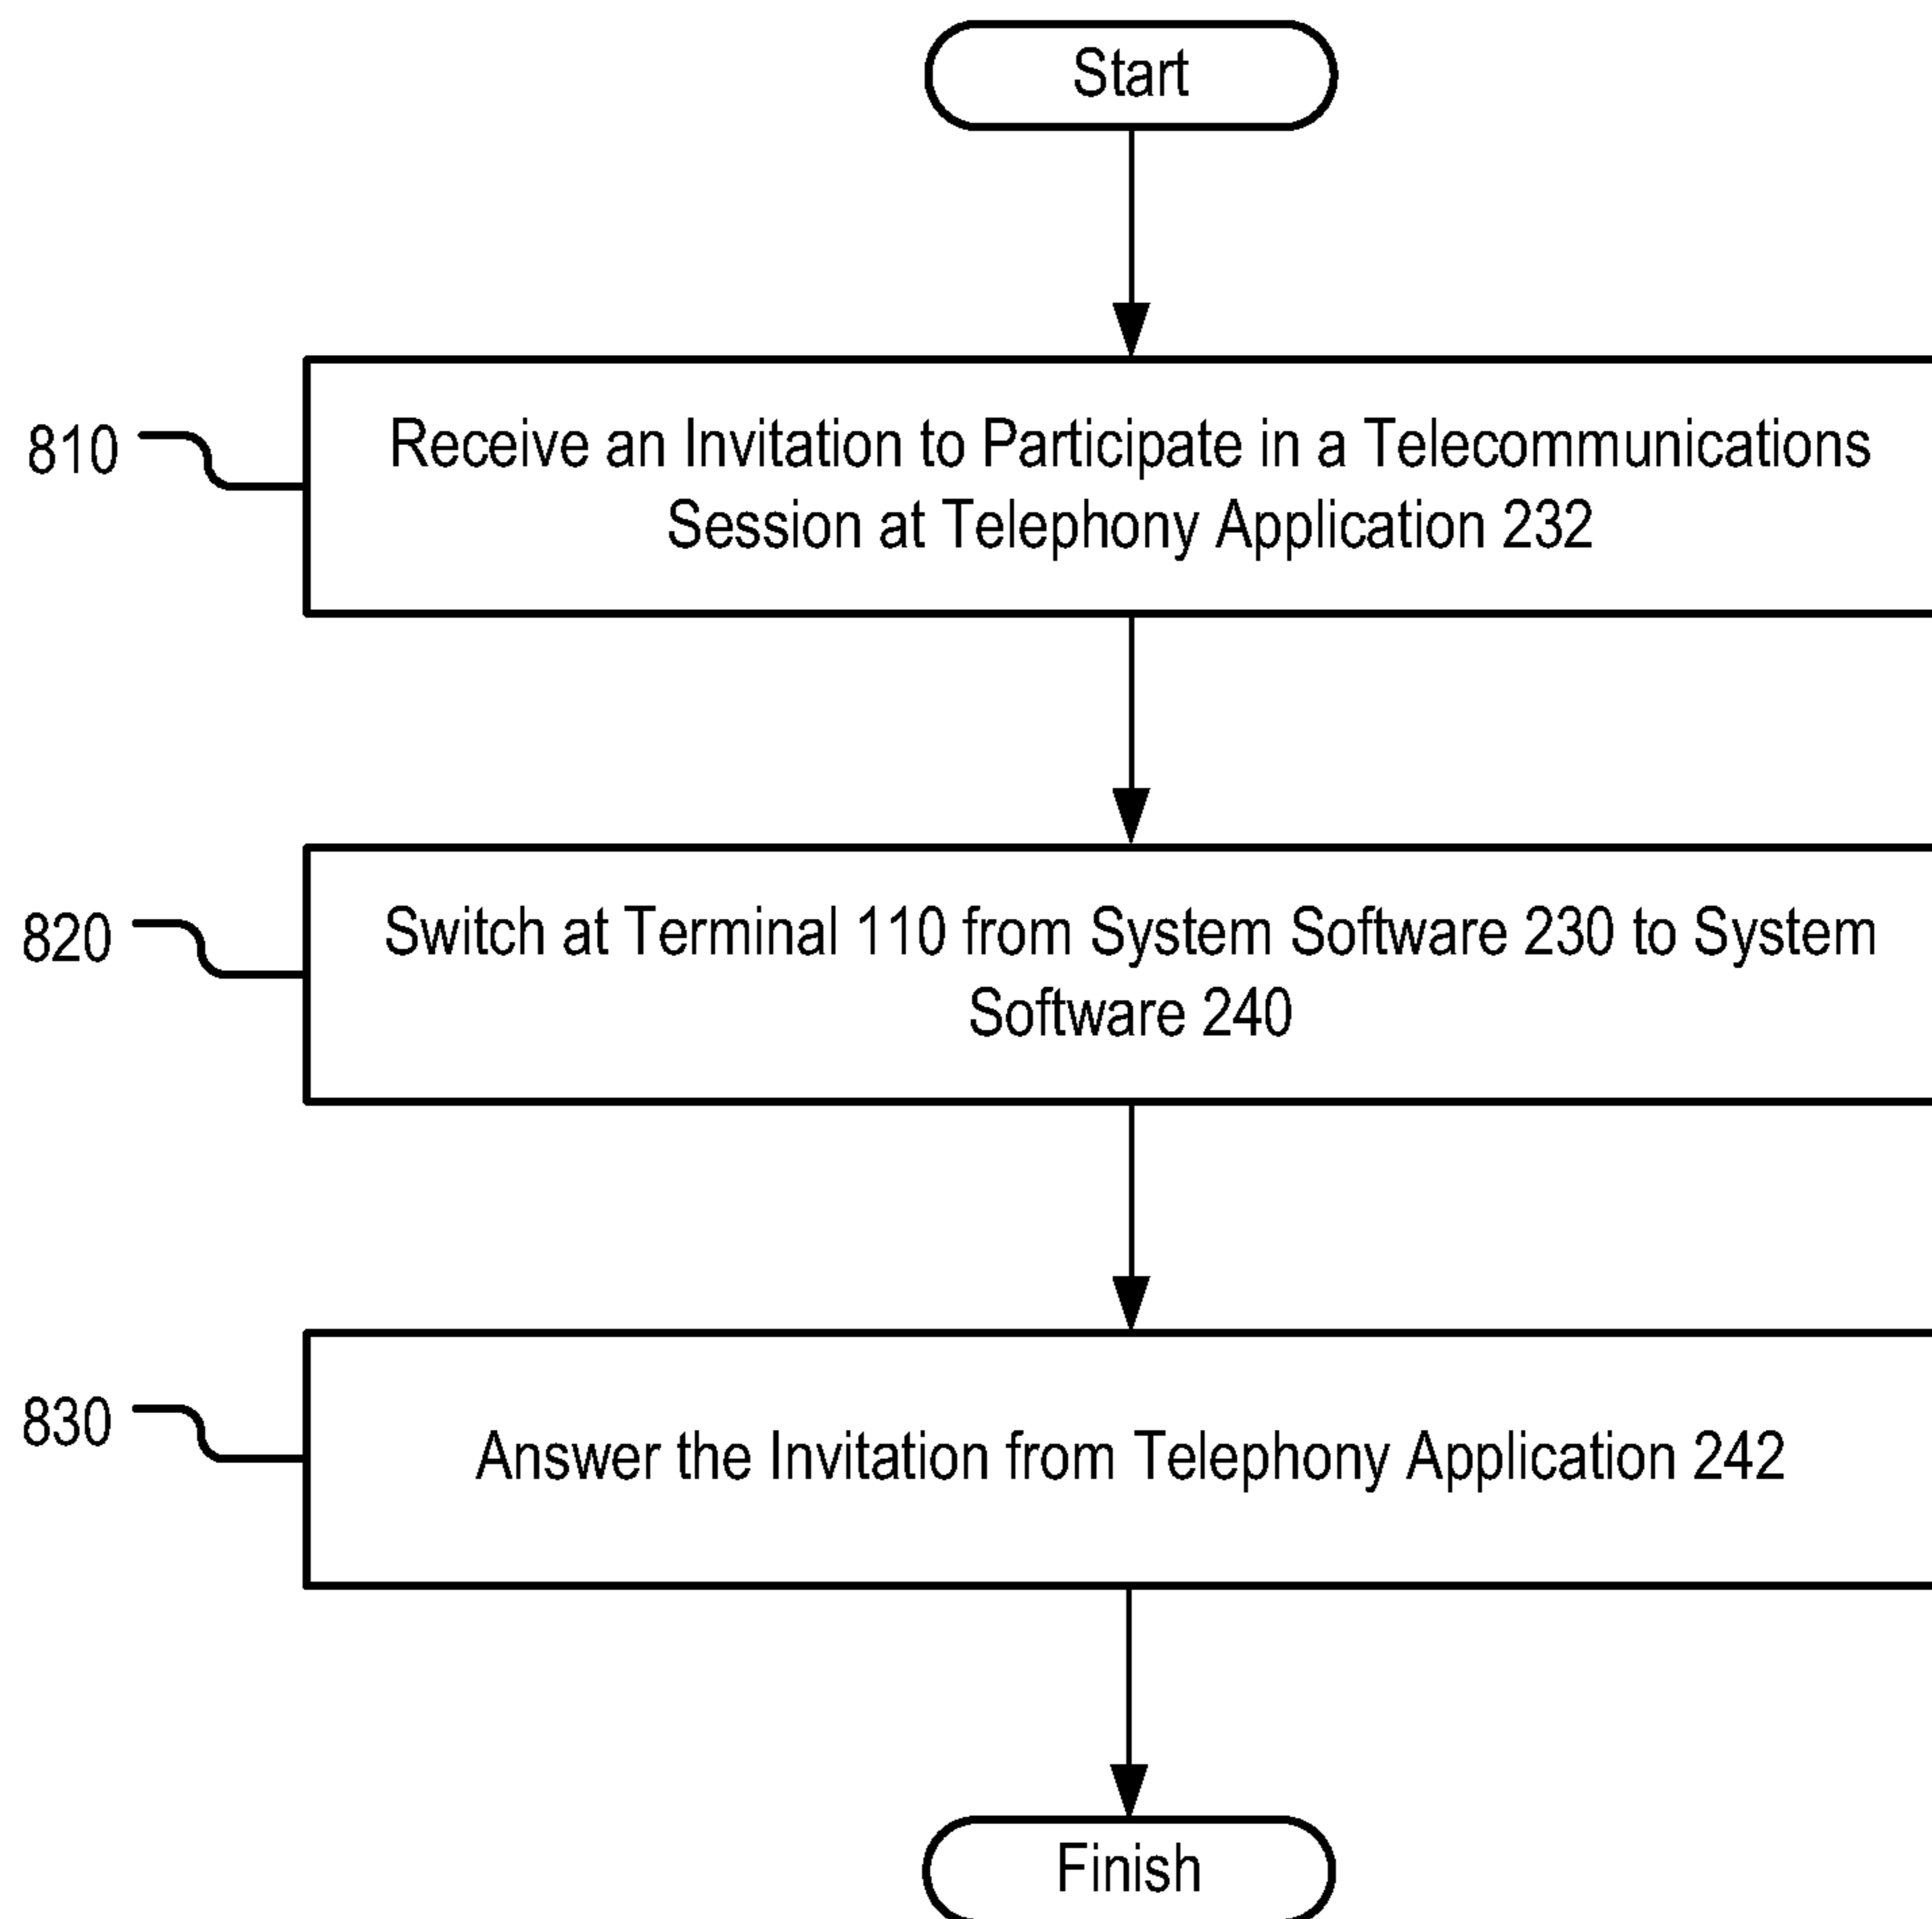 Start
810
Receive an Invitation to Participate in a Telecommunications
Session at Telephony Application 232
820
Switch at Terminal 110 from System Software 230 to System
Software 240
830
Answer the Invitation from Telephony Application 242
Finish